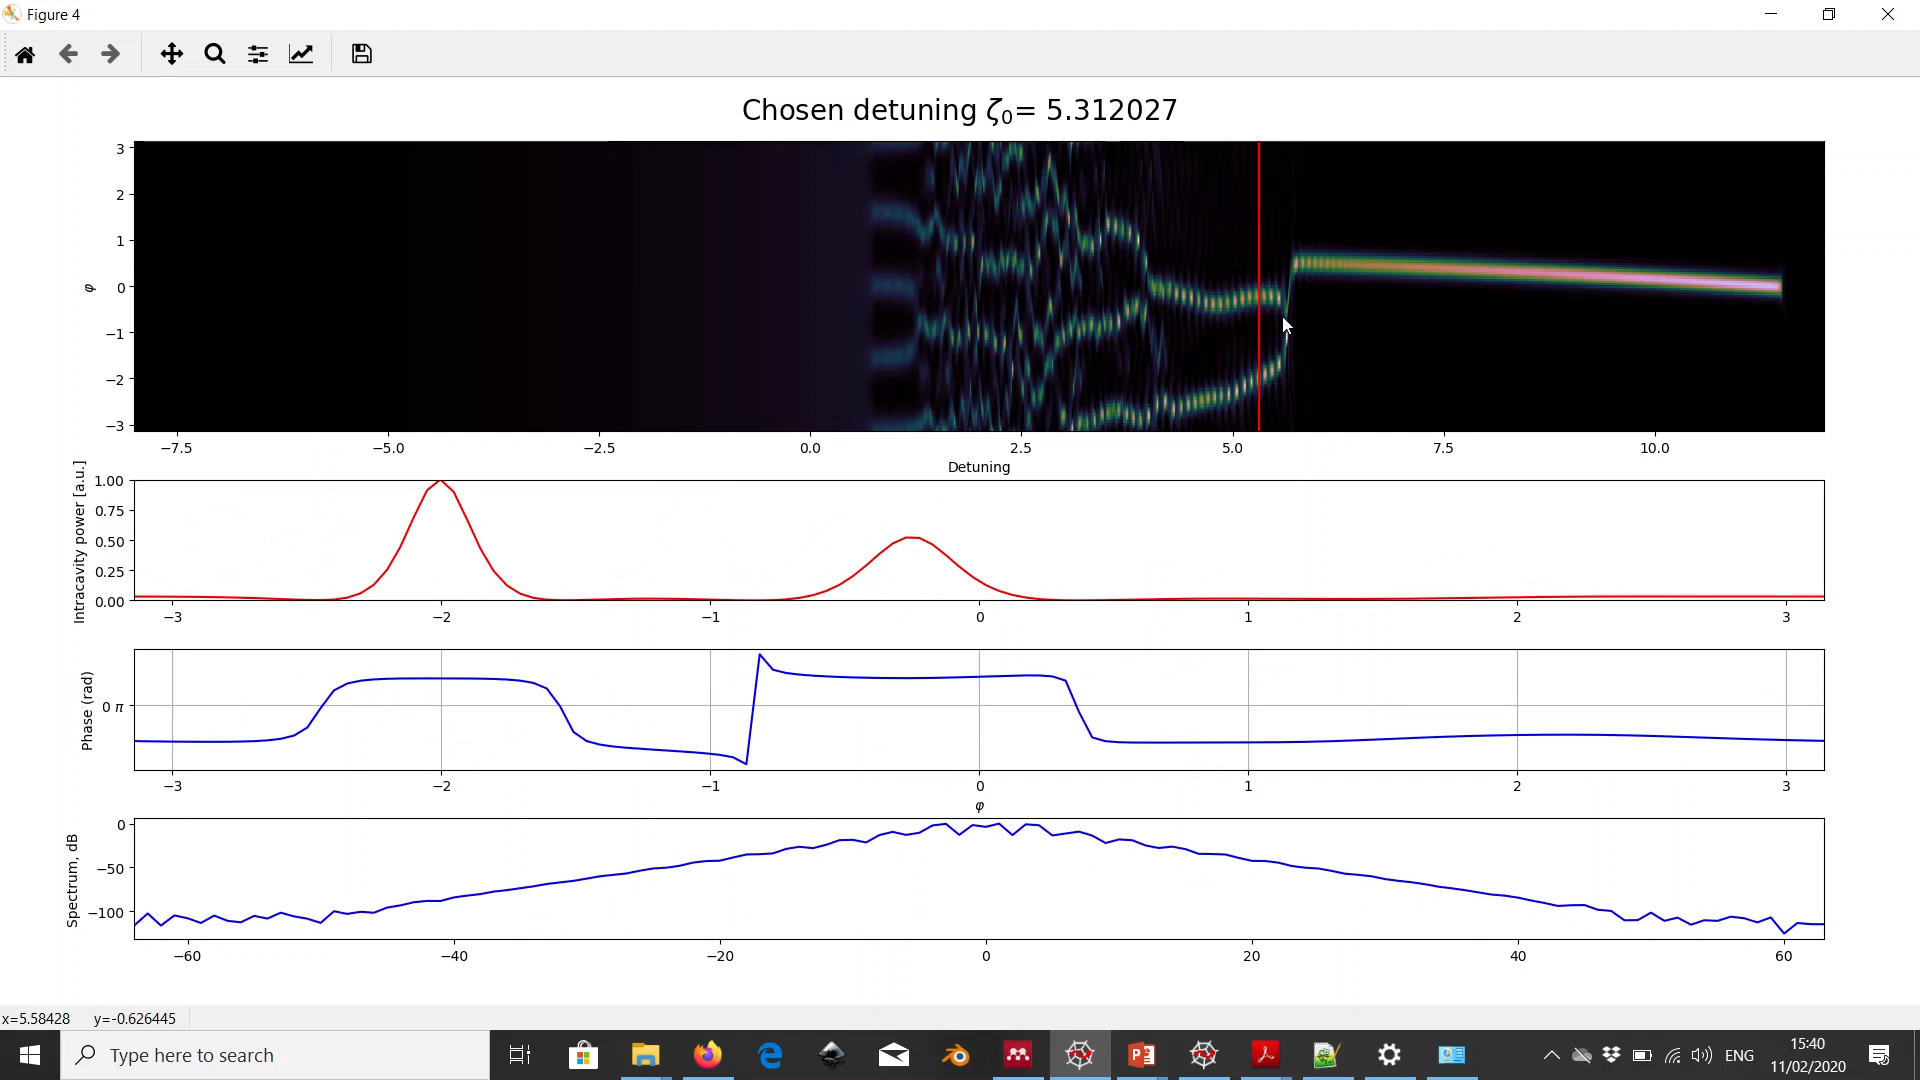 Figure 4
Chosen detuning ζ₀= 5.312027
3
2
1
0
−1
−2
−3
φ
−7.5 −5.0 −2.5 0.0 2.5 5.0 7.5 10.0
Detuning
Intracavity power [a.u.]
1.00
0.75
0.50
0.25
0.00
−3 −2 −1 0 1 2 3
Phase (rad)
0 π
−3 −2 −1 0 1 2 3
φ
Spectrum, dB
0
−50
−100
−60 −40 −20 0 20 40 60
x=5.58428 y=-0.626445
Type here to search
ENG
15:40
11/02/2020